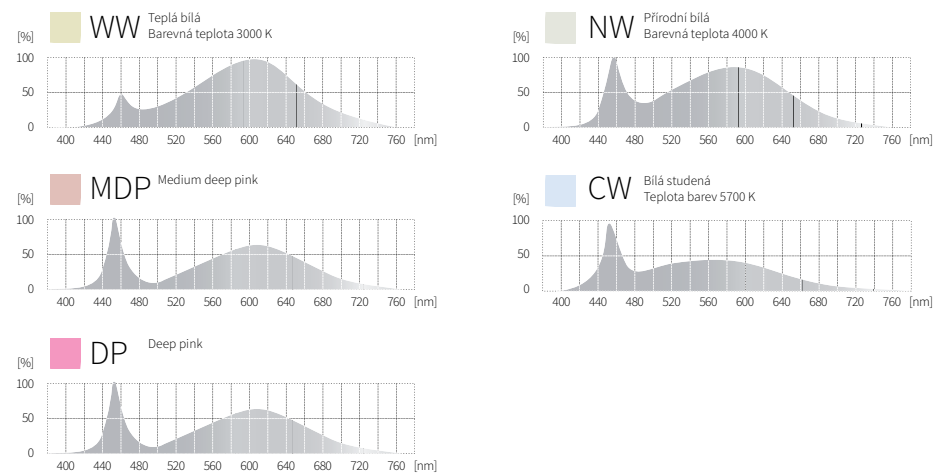 WW Teplá bílá
Barevná teplota 3000 K
[%]
100
50
0
400 440 480 520 560 600 640 680 720 760 [nm]
NW Přírodní bílá
Barevná teplota 4000 K
[%]
100
50
0
400 440 480 520 560 600 640 680 720 760 [nm]
MDP Medium deep pink
[%]
100
50
0
400 440 480 520 560 600 640 680 720 760 [nm]
CW Bílá studená
Teplota barev 5700 K
[%]
100
50
0
400 440 480 520 560 600 640 680 720 760 [nm]
DP Deep pink
[%]
100
50
0
400 440 480 520 560 600 640 680 720 760 [nm]